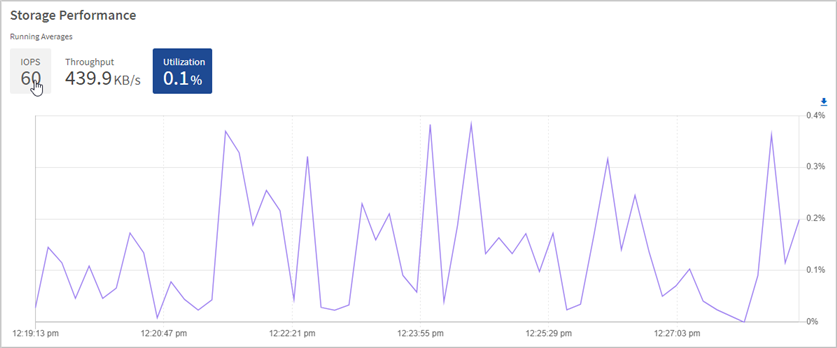 Storage Performance
Running Averages
IOPS
60
Throughput
439.9 KB/s
Utilization
0.1%
0.4%
0.3%
0.2%
0.1%
0%
12:19:13 pm
12:20:47 pm
12:22:21 pm
12:23:55 pm
12:25:29 pm
12:27:03 pm